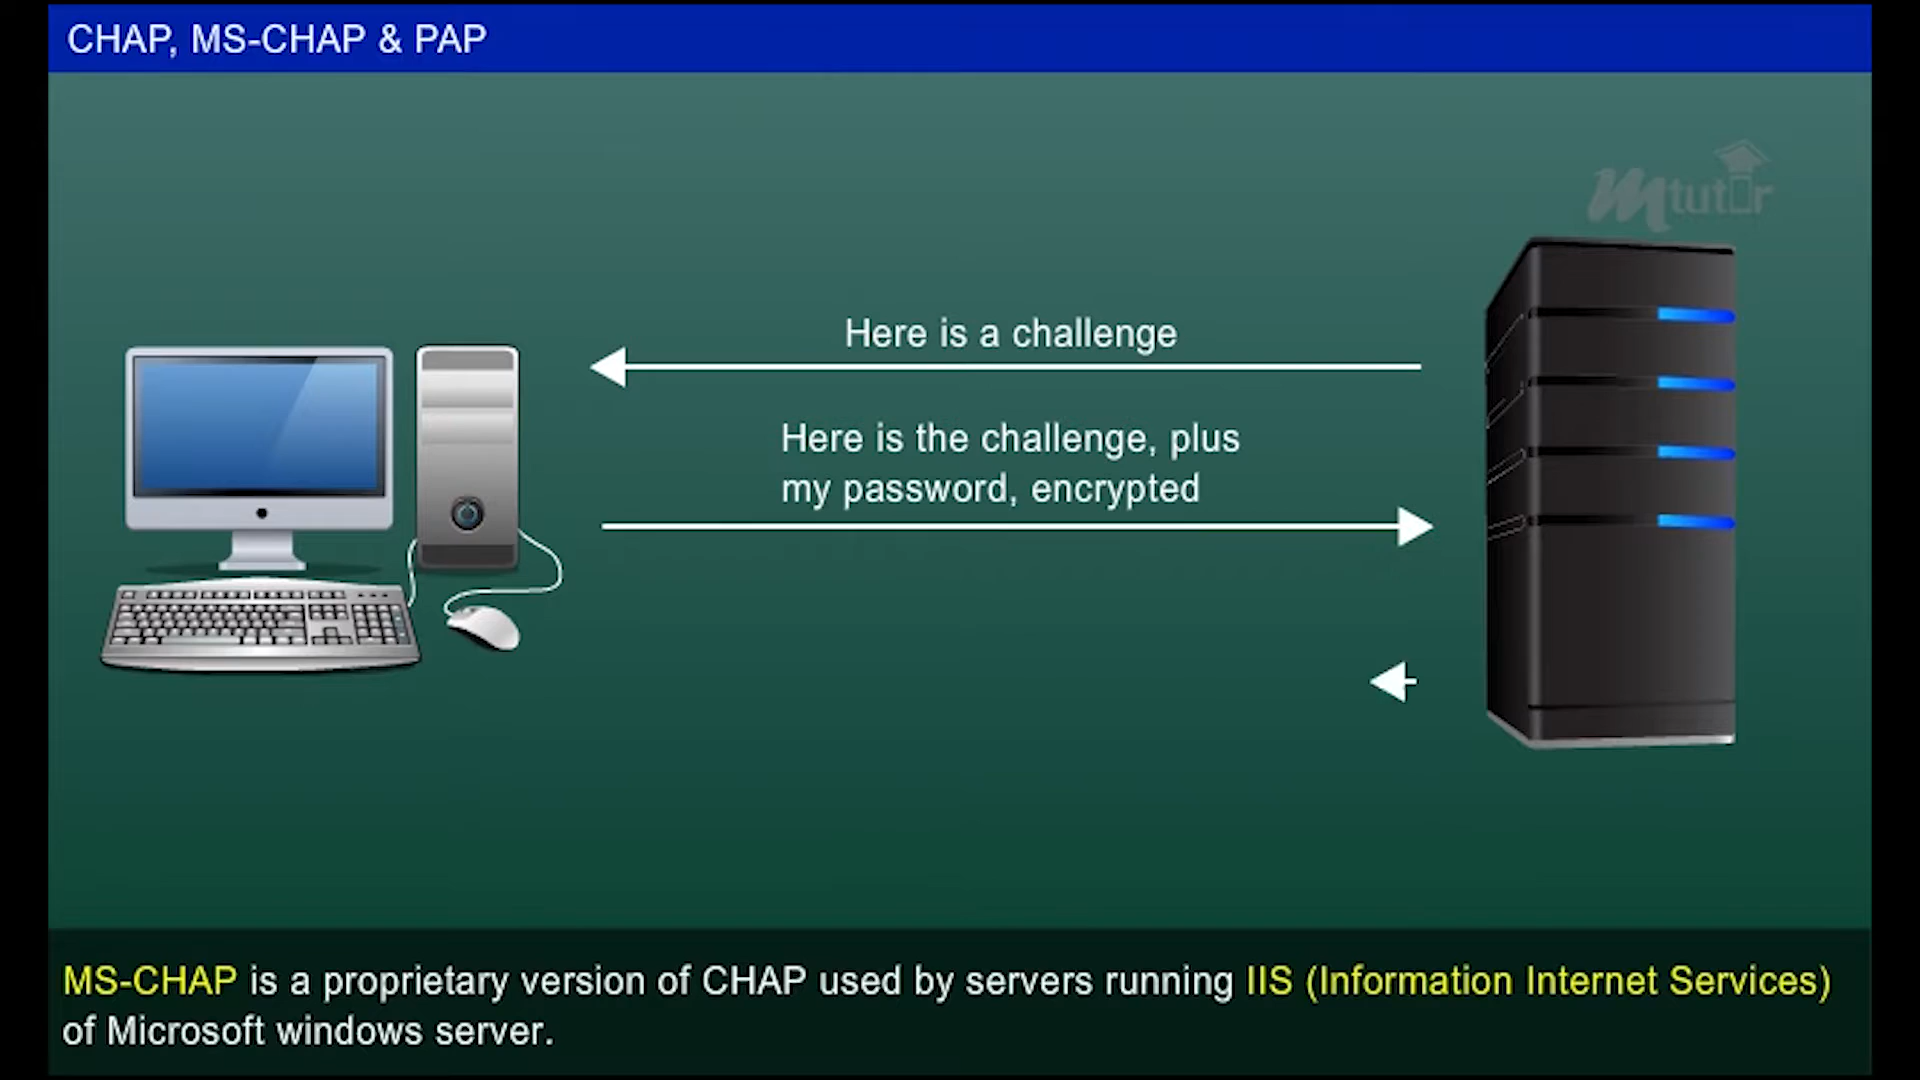 CHAP, MS-CHAP & PAP
Mtutor
Here is a challenge
Here is the challenge, plus
my password, encrypted
MS-CHAP is a proprietary version of CHAP used by servers running IIS (Information Internet Services)
of Microsoft windows server.